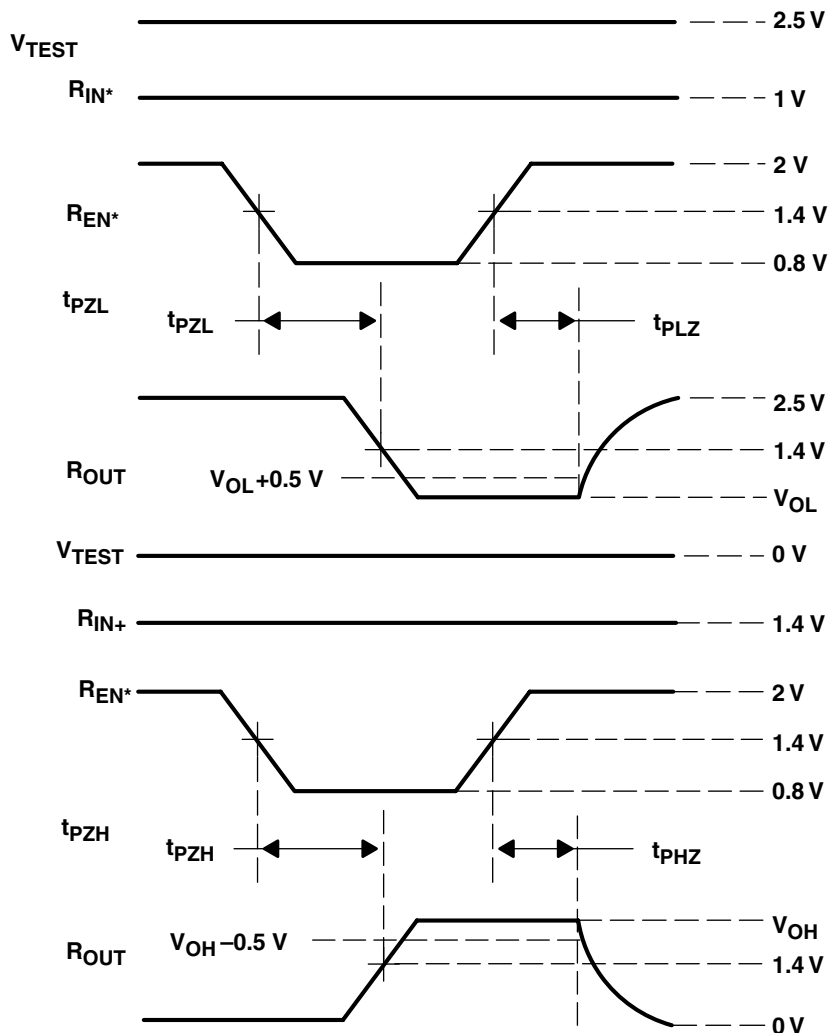 2.5 V
VTEST
RIN*
1 V
2 V
REN*
1.4 V
0.8 V
tPZL
tPZL
tPLZ
2.5 V
1.4 V
ROUT
VOL+0.5 V
VOL
VTEST
0 V
RIN+
1.4 V
REN*
2 V
1.4 V
0.8 V
tPZH
tPZH
tPHZ
VOH
VOH–0.5 V
ROUT
1.4 V
0 V